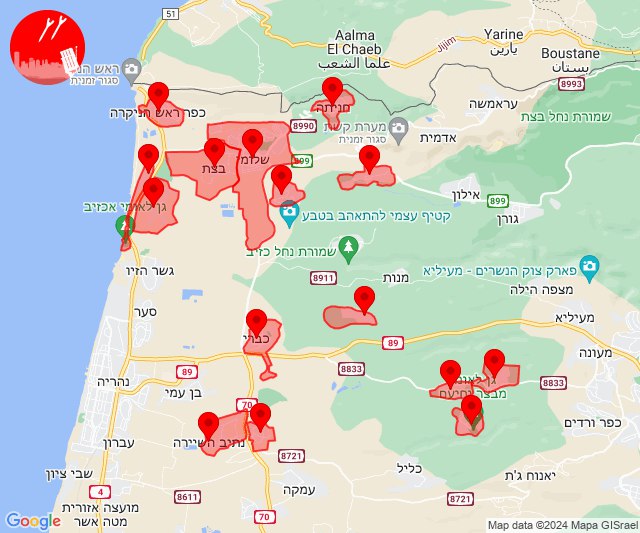 51
Aalma
El Chaeb
علما الشعب
Yarine
يارين
Boustane
بستان
Jijim
8993
ראש הנ
סגור זמנית
כפר ראש הניקרה
חניתה
8990
מערת קשת
סגור זמנית
אדמית
עראמשה
שמורת נחל בצת
שלומי
בצת
899
אילון
899
גורן
גן לאומי אכזיב
קטיף עצמי להתאהב בטבע
שמורת נחל כזיב
גשר הזיו
8911
מנות
פארק צוק הנשרים - מעיליא
מצפה הילה
מעיליא
סער
כברי
89
מעונה
נהריה
89
8833
גן לאומי
מבצר יחיעם
8833
בן עמי
70
כפר ורדים
נתיב השיירה
עברון
8721
כליל
יאנוח ג'ת
שבי ציון
4
8611
עמקה
8721
מועצה אזורית
מטה אשר
70
Google
Map data ©2024 Mapa GISrael